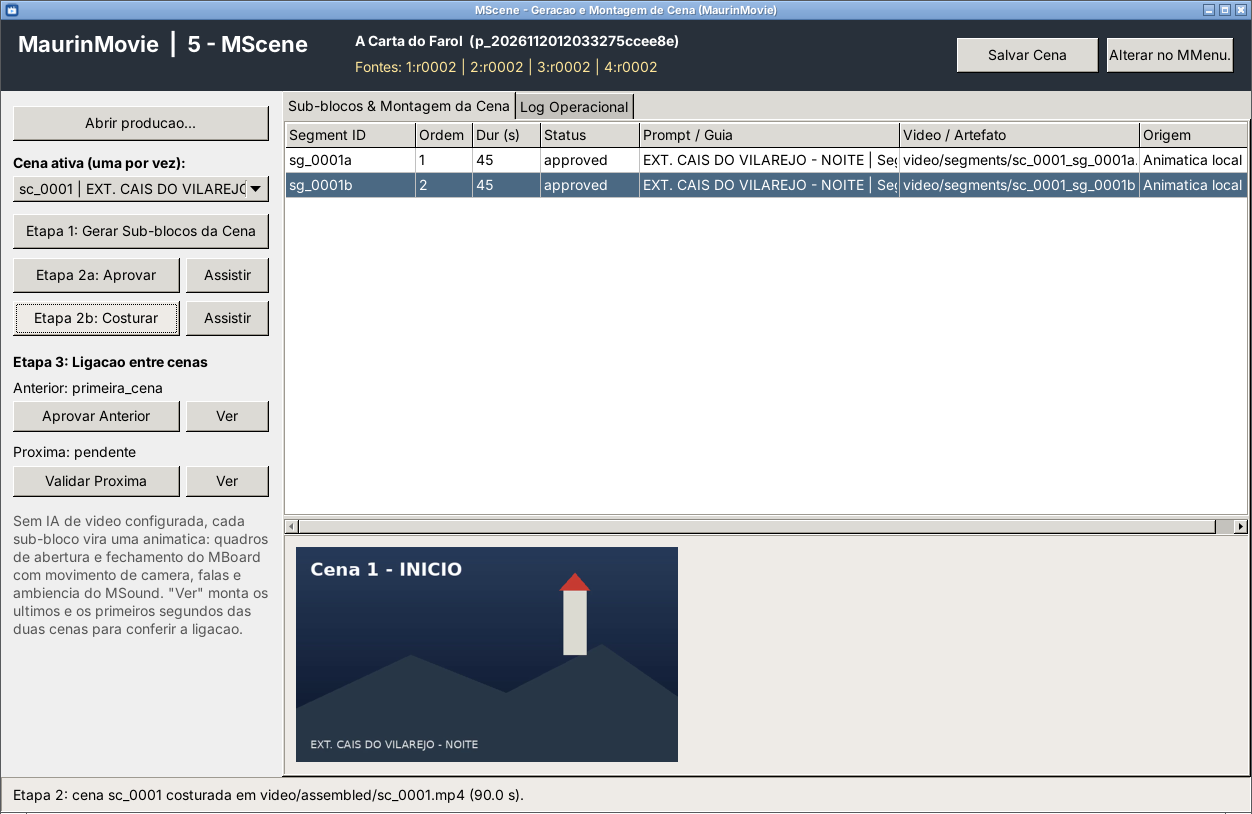 MScene - Geracao e Montagem de Cena (MaurinMovie)
MaurinMovie | 5 - MScene
A Carta do Farol (p_2026112012033275ccee8e)
Fontes: 1:r0002 | 2:r0002 | 3:r0002 | 4:r0002
Salvar Cena
Alterar no MMenu.
Abrir producao...
Cena ativa (uma por vez):
sc_0001 | EXT. CAIS DO VILAREJO
Etapa 1: Gerar Sub-blocos da Cena
Etapa 2a: Aprovar
Assistir
Etapa 2b: Costurar
Assistir
Etapa 3: Ligacao entre cenas
Anterior: primeira_cena
Aprovar Anterior
Ver
Proxima: pendente
Validar Proxima
Ver
Sem IA de video configurada, cada
sub-bloco vira uma animatica: quadros
de abertura e fechamento do MBoard
com movimento de camera, falas e
ambiencia do MSound. "Ver" monta os
ultimos e os primeiros segundos das
duas cenas para conferir a ligacao.
Sub-blocos & Montagem da Cena
Log Operacional
Segment ID Ordem Dur (s) Status Prompt / Guia Video / Artefato Origem
sg_0001a 1 45 approved EXT. CAIS DO VILAREJO - NOITE | Seg video/segments/sc_0001_sg_0001a. Animatica local
sg_0001b 2 45 approved EXT. CAIS DO VILAREJO - NOITE | Seg video/segments/sc_0001_sg_0001b Animatica local
Cena 1 - INICIO
EXT. CAIS DO VILAREJO - NOITE
Etapa 2: cena sc_0001 costurada em video/assembled/sc_0001.mp4 (90.0 s).